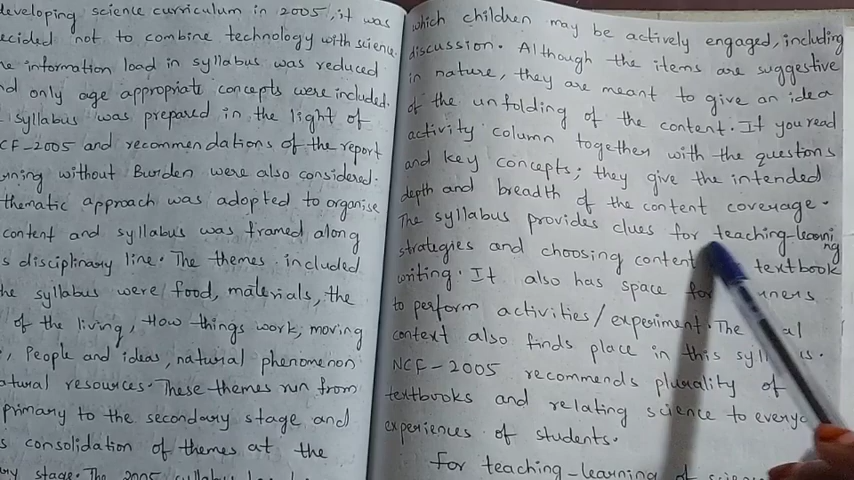 developing science curriculum in 2005, it was
ecided not to combine technology with science.
he information load in syllabus was reduced
nd only age appropriate concepts were included.
syllabus was prepared in the light of
CF-2005 and recommendations of the report
rning without Burden were also considered.
thematic approach was adopted to organise
content and syllabus was framed along
s disciplinary line. The themes included
he syllabus were food, materials, the
of the living, How things work, moving
, People and ideas, natural phenomenon
atural resources. These themes run from
primary to the secondary stage and
s consolidation of themes at the
ry stage. The 2005 syllabus
which children may be actively engaged, including
discussion. Although the items are suggestive
in nature, they are meant to give an idea
of the unfolding of the content. If you read
activity column together with the questions
and key concepts; they give the intended
depth and breadth of the content coverage.
The syllabus provides clues for teaching-learning
strategies and choosing content textbook
writing. It also has space for
to perform activities/experiment. The
context also finds place in this
NCF-2005 recommends plurality of
textbooks and relating science to
experiences of students.
For teaching-learning of